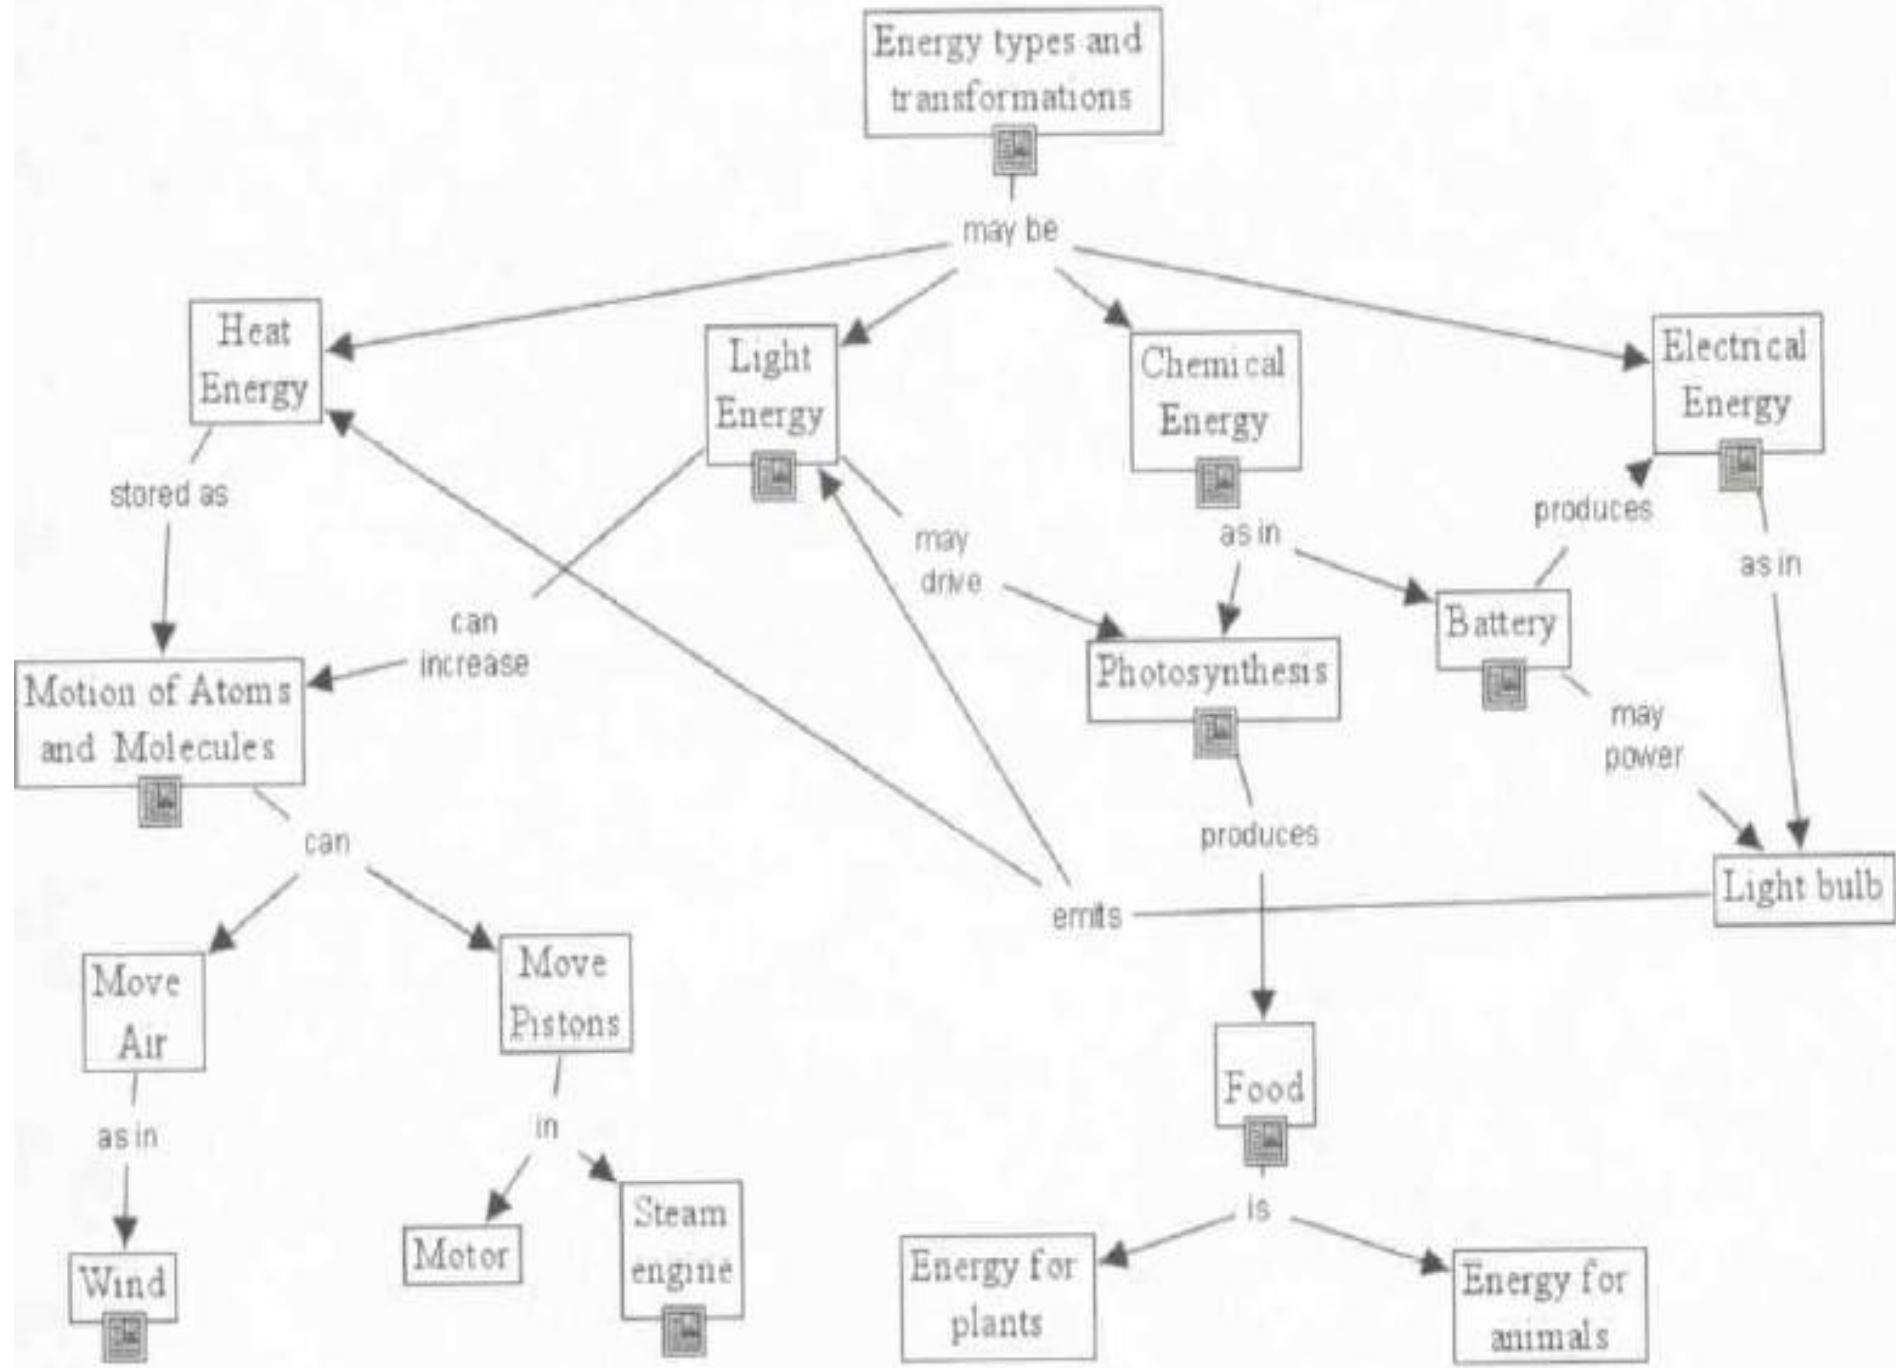 Energy types and
transformations
may be
Heat
Energy
Light
Energy
Chemical
Energy
Electrical
Energy
stored as
may
drive
as in
produces
as in
can
increase
Battery
Motion of Atoms
and Molecules
Photosynthesis
may
power
can
produces
Light bulb
emits
Move
Air
Move
Pistons
Food
as in
in
Wind
Motor
Steam
engine
is
Energy for
plants
Energy for
animals